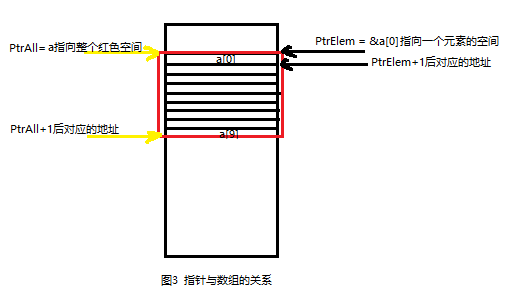 PtrAll= a指向整个红色空间
PtrElem = &a[0]指向一个元素的空间
a[0]
PtrElem+1后对应的地址
PtrAll+1后对应的地址
a[9]
图3 指针与数组的关系